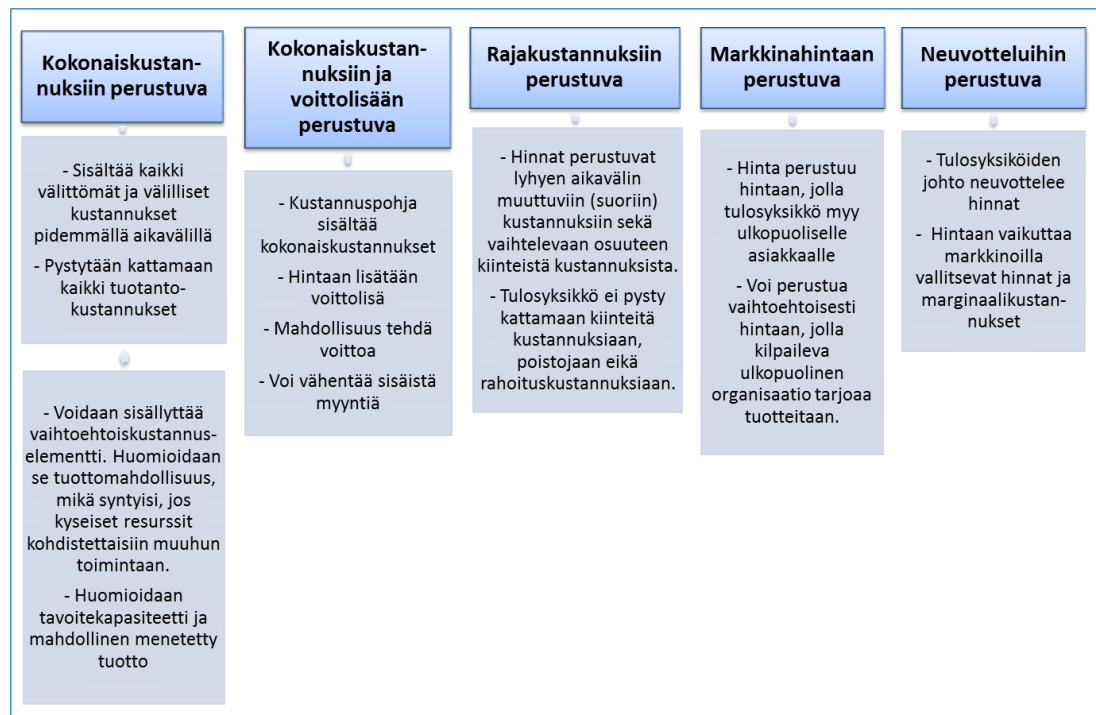 Kokonaiskustan-
nuksiin perustuva
- Sisältää kaikki
välittömät ja välilliset
kustannukset
pidemmällä aikavälillä
- Pystytään kattamaan
kaikki tuotanto-
kustannukset
- Voidaan sisällyttää
vaihtoehtoiskustannus-
elementti. Huomioidaan
se tuottomahdollisuus,
mikä syntyisi, jos
kyseiset resurssit
kohdistettaisiin muuhun
toimintaan.
- Huomioidaan
tavoitekapasiteetti ja
mahdollinen menetetty
tuotto
Kokonaiskustan-
nuksiin ja
voittolisään
perustuva
- Kustannuspohja
sisältää
kokonaiskustannukset
- Hintaan lisätään
voittolisä
- Mahdollisuus tehdä
voittoa
- Voi vähentää sisäistä
myyntiä
Rajakustannuksiin
perustuva
- Hinnat perustuvat
lyhyen aikavälin
muuttuviin (suoriin)
kustannuksiin sekä
vaihtelevaan osuuteen
kiinteistä kustannuksista.
- Tulosyksikkö ei pysty
kattamaan kiinteitä
kustannuksiaan,
poistojaan eikä
rahoituskustannuksiaan.
Markkinahintaan
perustuva
- Hinta perustuu
hintaan, jolla
tulosyksikkö myy
ulkopuoliselle
asiakkaalle
- Voi perustua
vaihtoehtoisesti
hintaan, jolla
kilpaileva
ulkopuolinen
organisaatio tarjoaa
tuotteitaan.
Neuvotteluihin
perustuva
- Tulosyksiköiden
johto neuvottelee
hinnat
- Hintaan vaikuttaa
markkinoilla
vallitsevat hinnat ja
marginaalikustan-
nukset